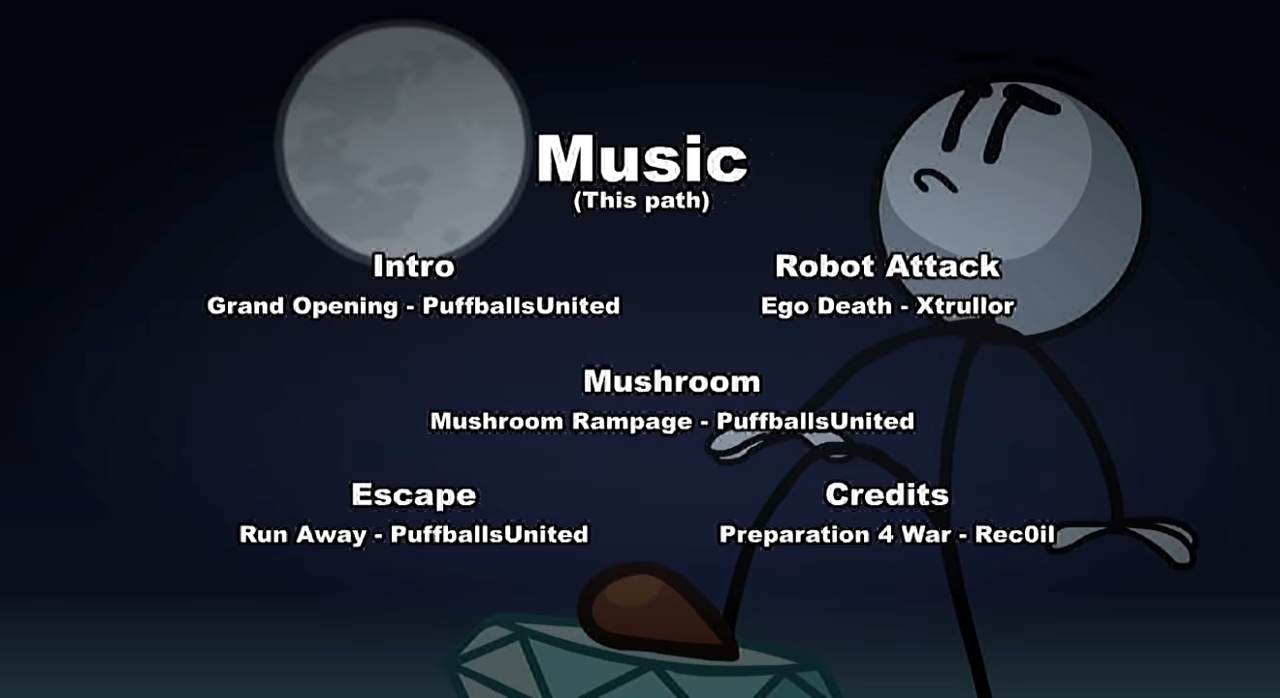 Music
(This path)
Intro
Grand Opening - PuffballsUnited
Robot Attack
Ego Death - Xtrullor
Mushroom
Mushroom Rampage - PuffballsUnited
Escape
Run Away - PuffballsUnited
Credits
Preparation 4 War - Rec0il